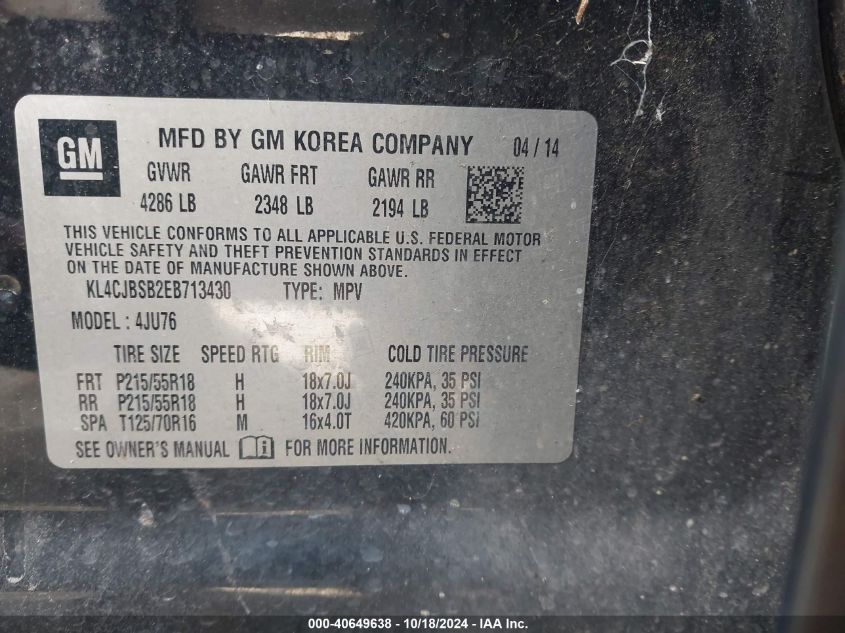 GM MFD BY GM KOREA COMPANY 04 / 14
GVWR GAWR FRT GAWR RR
4286 LB 2348 LB 2194 LB
THIS VEHICLE CONFORMS TO ALL APPLICABLE U.S. FEDERAL MOTOR
VEHICLE SAFETY AND THEFT PREVENTION STANDARDS IN EFFECT
ON THE DATE OF MANUFACTURE SHOWN ABOVE.
KL4CJBSB2EB713430 TYPE: MPV
MODEL: 4JU76
TIRE SIZE SPEED RTG RIM COLD TIRE PRESSURE
FRT P215/55R18 H 18x7.0J 240KPA, 35 PSI
RR P215/55R18 H 18x7.0J 240KPA, 35 PSI
SPA T125/70R16 M 16x4.0T 420KPA, 60 PSI
SEE OWNER'S MANUAL i FOR MORE INFORMATION.
000-40649638 - 10/18/2024 - IAA Inc.